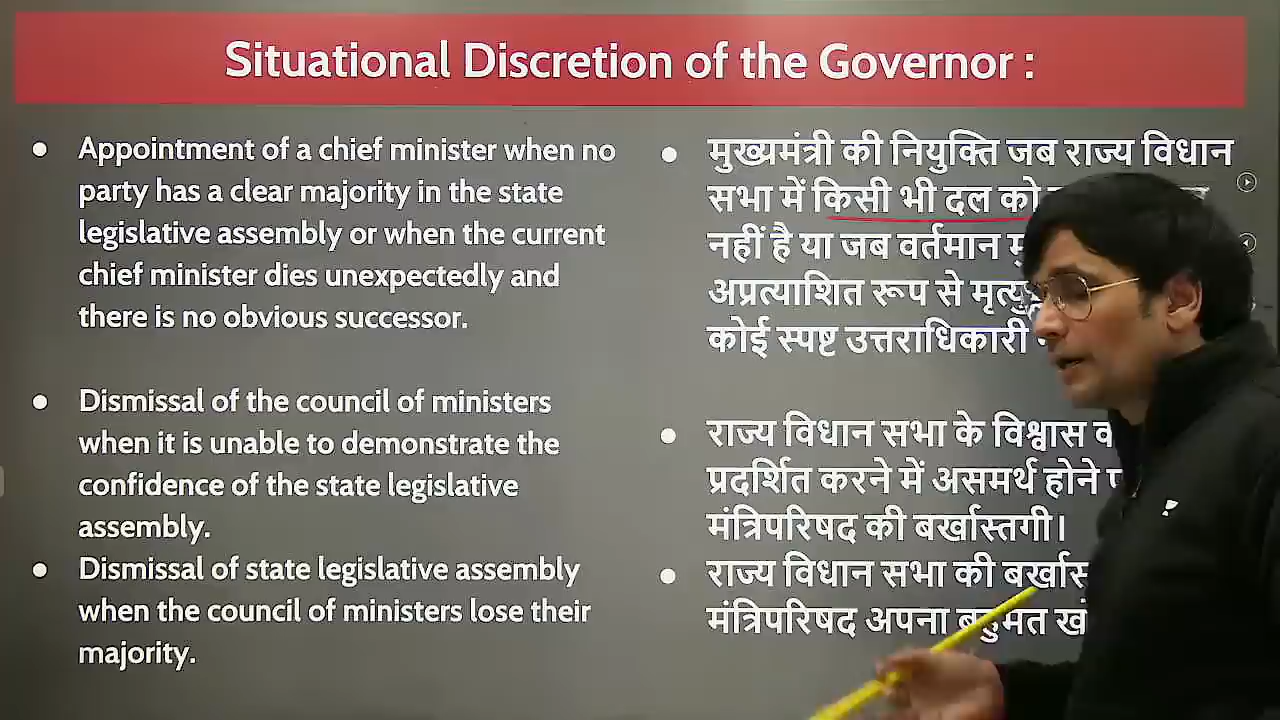 Situational Discretion of the Governor :
Appointment of a chief minister when no
party has a clear majority in the state
legislative assembly or when the current
chief minister dies unexpectedly and
there is no obvious successor.
Dismissal of the council of ministers
when it is unable to demonstrate the
confidence of the state legislative
assembly.
Dismissal of state legislative assembly
when the council of ministers lose their
majority.
मुख्यमंत्री की नियुक्ति जब राज्य विधान
सभा में किसी भी दल को
नहीं है या जब वर्तमान
अप्रत्याशित रूप से
कोई स्पष्ट उत्तराधिकारी
राज्य विधान सभा के विश्वास
प्रदर्शित करने में असमर्थ होने
मंत्रिपरिषद की बर्खास्तगी।
राज्य विधान सभा की
मंत्रिपरिषद अपना बहुमत